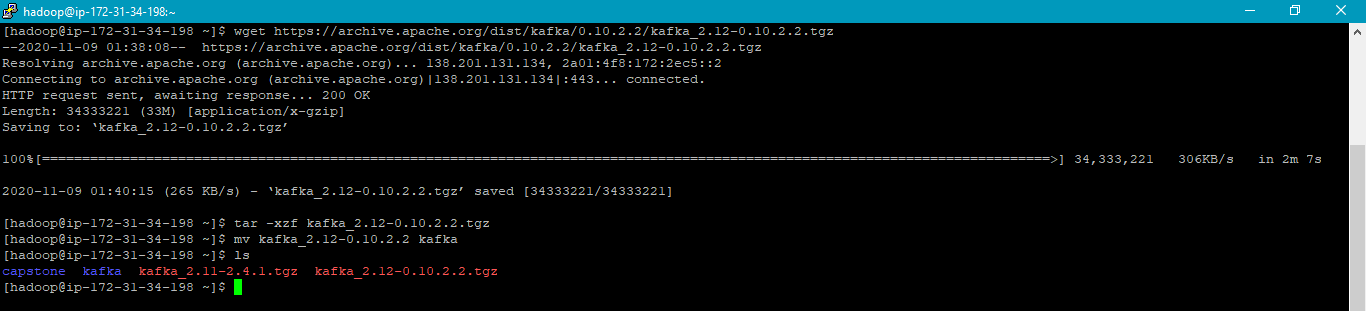 hadoop@ip-172-31-34-198:~
[hadoop@ip-172-31-34-198 ~]$ wget https://archive.apache.org/dist/kafka/0.10.2.2/kafka_2.12-0.10.2.2.tgz
--2020-11-09 01:38:08--  https://archive.apache.org/dist/kafka/0.10.2.2/kafka_2.12-0.10.2.2.tgz
Resolving archive.apache.org (archive.apache.org)... 138.201.131.134, 2a01:4f8:172:2ec5::2
Connecting to archive.apache.org (archive.apache.org)|138.201.131.134|:443... connected.
HTTP request sent, awaiting response... 200 OK
Length: 34333221 (33M) [application/x-gzip]
Saving to: ‘kafka_2.12-0.10.2.2.tgz’
100%[==============================================================================================================================>] 34,333,221   306KB/s   in 2m 7s
2020-11-09 01:40:15 (265 KB/s) - ‘kafka_2.12-0.10.2.2.tgz’ saved [34333221/34333221]
[hadoop@ip-172-31-34-198 ~]$ tar -xzf kafka_2.12-0.10.2.2.tgz
[hadoop@ip-172-31-34-198 ~]$ mv kafka_2.12-0.10.2.2 kafka
[hadoop@ip-172-31-34-198 ~]$ ls
capstone  kafka  kafka_2.11-2.4.1.tgz  kafka_2.12-0.10.2.2.tgz
[hadoop@ip-172-31-34-198 ~]$